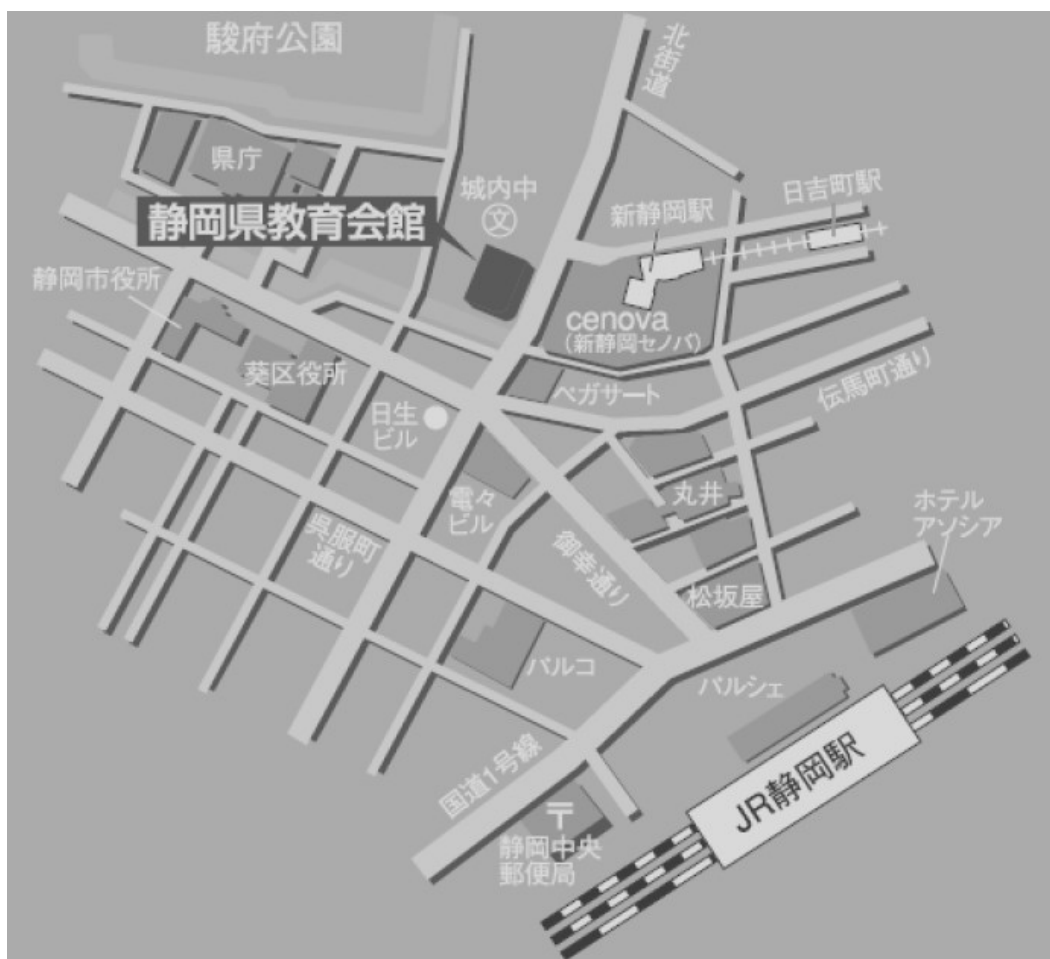 駿府公園
北街道
県庁
城内中
文
日吉町駅
新静岡駅
静岡県教育会館
静岡市役所
cenova
(新静岡セノバ)
葵区役所
ペガサート
伝馬町通り
日生
ビル
電々
ビル
丸井
ホテル
アソシア
呉服町
通り
御幸通り
松坂屋
パルコ
パルシェ
国道1号線
JR静岡駅
〒
静岡中央
郵便局